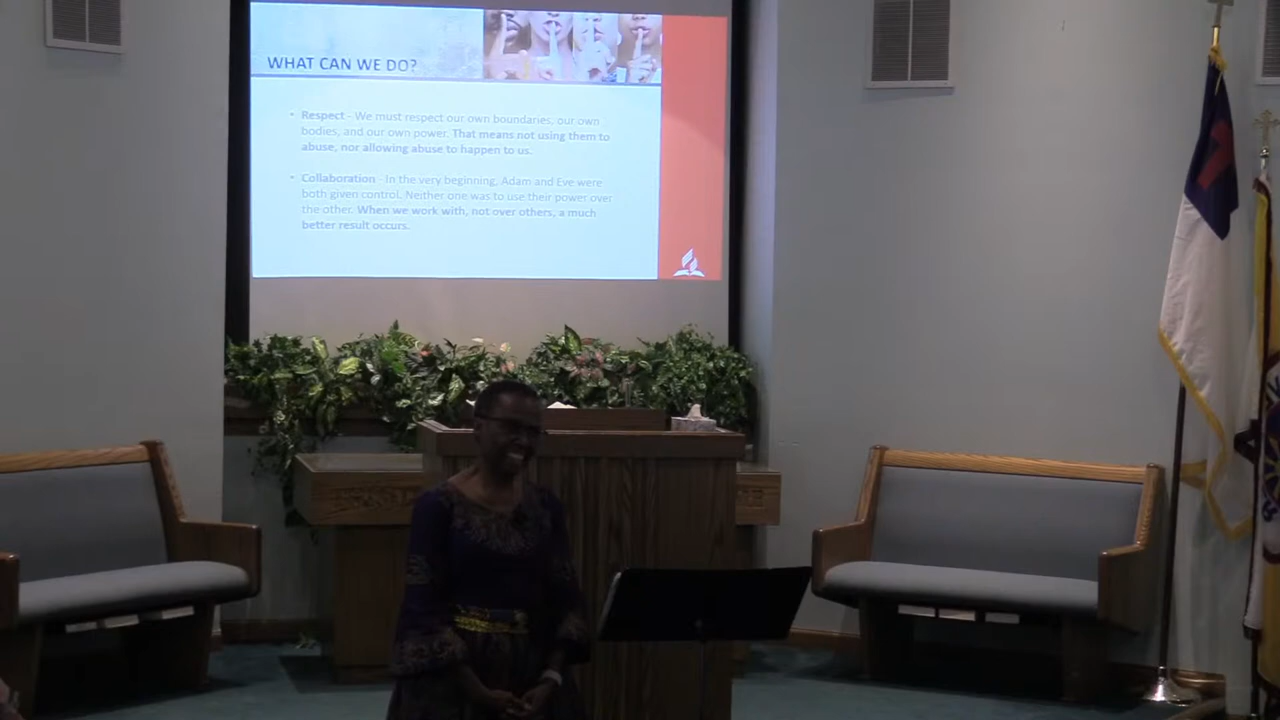 WHAT CAN WE DO?
• Respect - We must respect our own boundaries, our own
bodies, and our own power. That means not using them to
abuse, nor allowing abuse to happen to us.
• Collaboration - In the very beginning, Adam and Eve were
both given control. Neither one was to use their power over
the other. When we work with, not over others, a much
better result occurs.